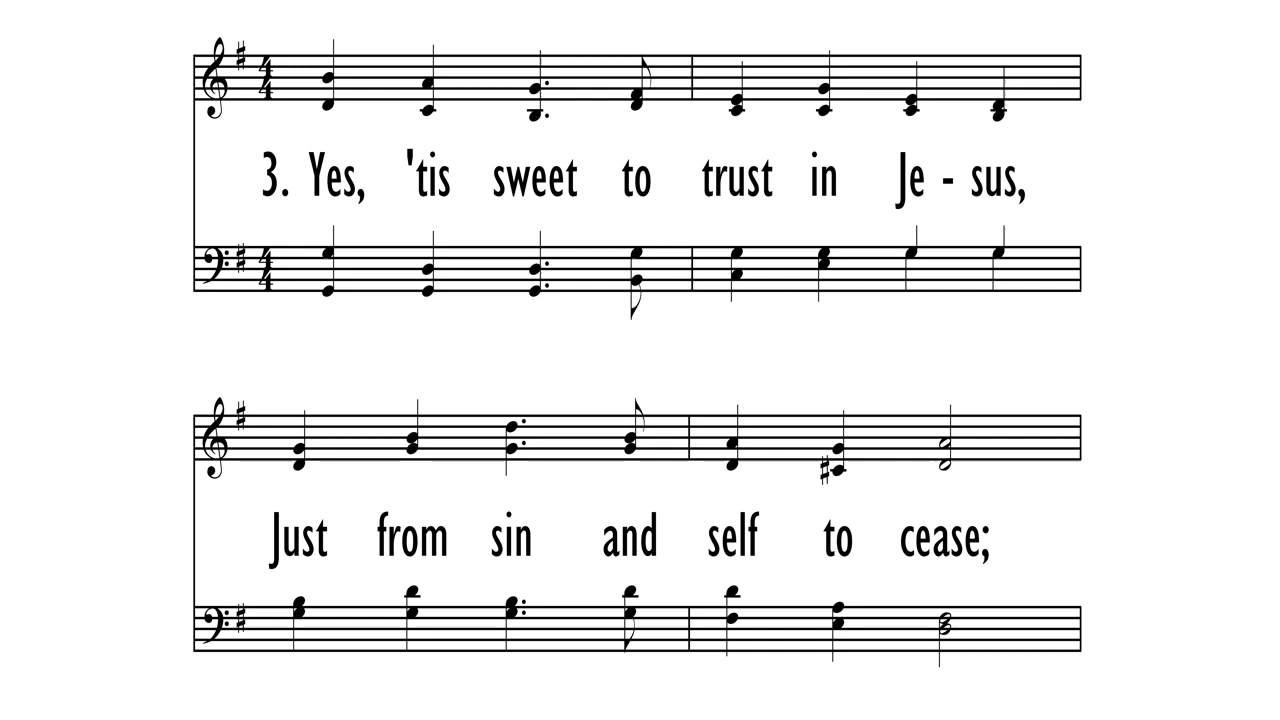 3. Yes, 'tis sweet to trust in Je - sus,
Just from sin and self to cease;